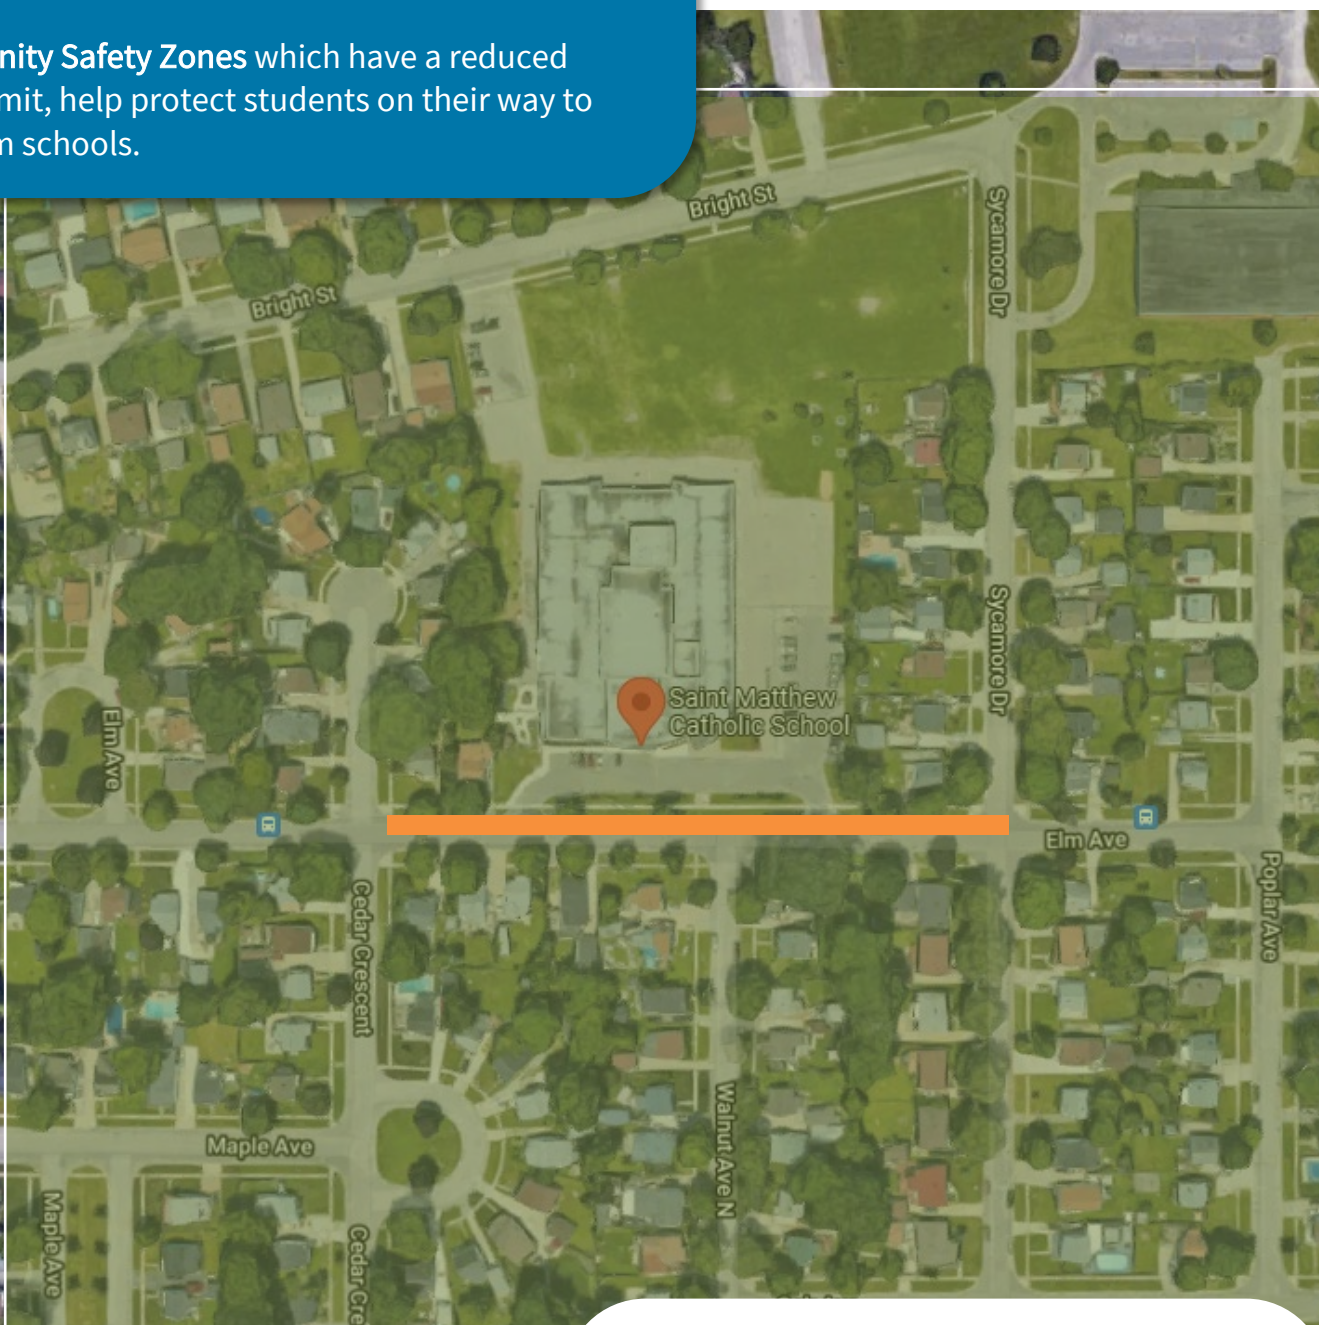 nity Safety Zones which have a reduced
mit, help protect students on their way to
m schools.
Bright St
Sycamore Dr
Bright St
Sycamore Dr
Saint Matthew
Catholic School
Elm Ave
Elm Ave
Poplar Ave
Cedar Crescent
Walnut Ave N
Maple Ave
Maple Ave
Cedar Cre